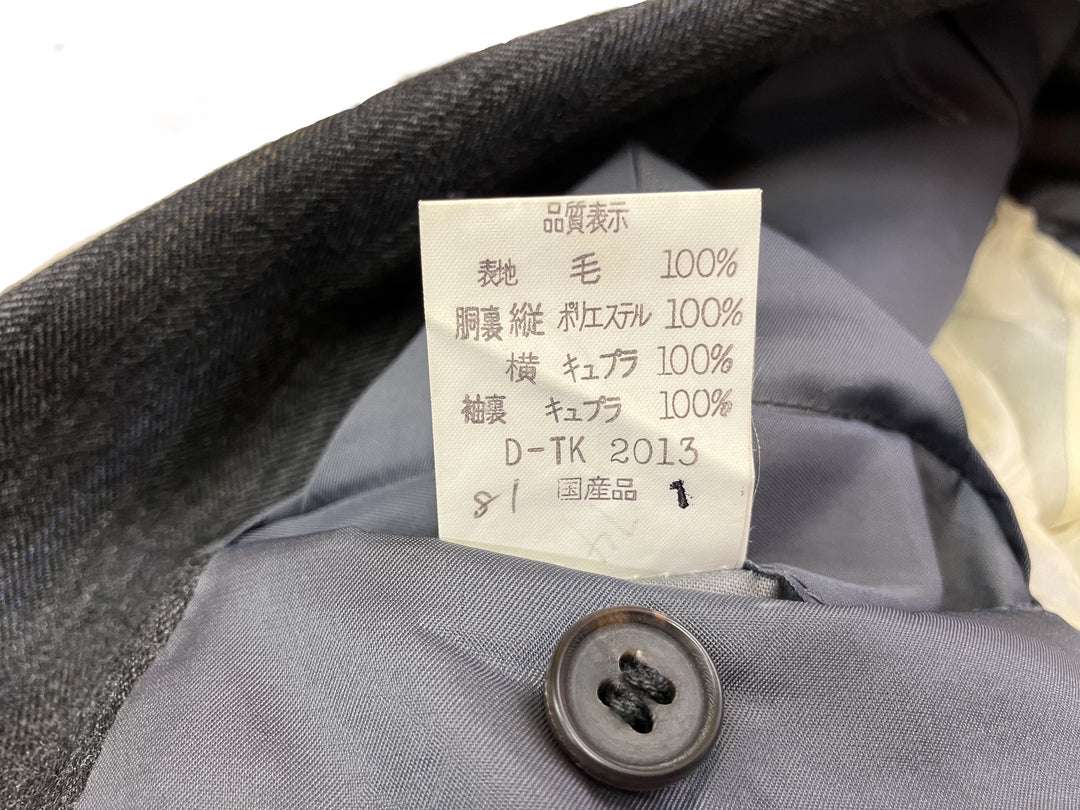 品質表示
表地 毛 100%
胴裏 縦 ポリエステル 100%
横 キュプラ 100%
袖裏 キュプラ 100%
D-TK 2013
国産品